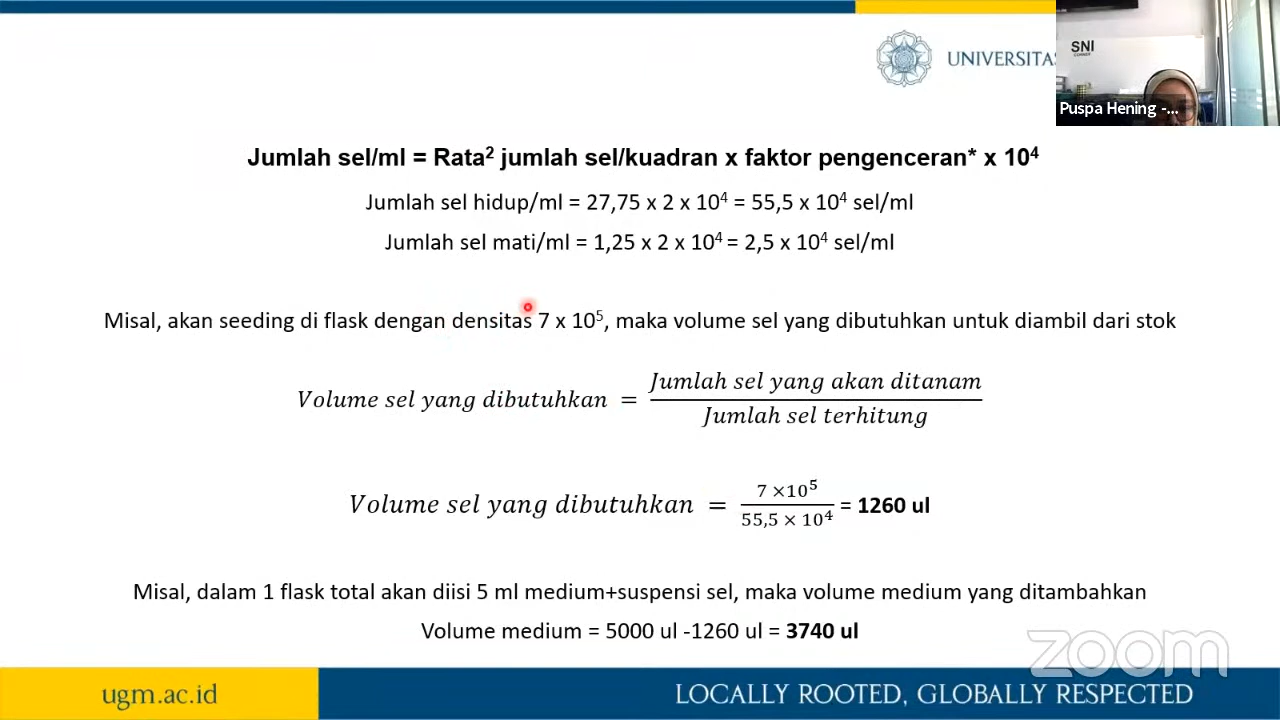 UNIVERSITAS
SNI
CORNER
Puspa Hening -...
Jumlah sel/ml = Rata² jumlah sel/kuadran x faktor pengenceran* x 10⁴
Jumlah sel hidup/ml = 27,75 x 2 x 10⁴ = 55,5 x 10⁴ sel/ml
Jumlah sel mati/ml = 1,25 x 2 x 10⁴ = 2,5 x 10⁴ sel/ml
Misal, akan seeding di flask dengan densitas 7 x 10⁵, maka volume sel yang dibutuhkan untuk diambil dari stok
Volume sel yang dibutuhkan = Jumlah sel yang akan ditanam
Jumlah sel terhitung
Volume sel yang dibutuhkan = 7 ×10⁵ / 55,5 × 10⁴ = 1260 ul
Misal, dalam 1 flask total akan diisi 5 ml medium+suspensi sel, maka volume medium yang ditambahkan
Volume medium = 5000 ul -1260 ul = 3740 ul
zoom
ugm.ac.id
LOCALLY ROOTED, GLOBALLY RESPECTED